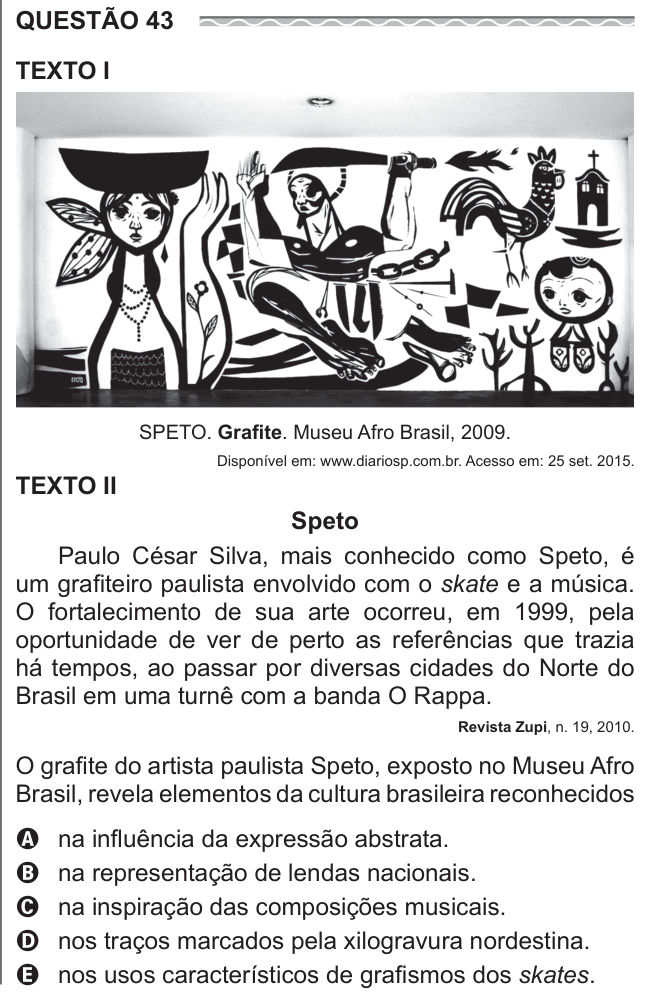 QUESTÃO 43
TEXTO I
SPETO
SPETO. Grafite. Museu Afro Brasil, 2009.
Disponível em: www.diariosp.com.br. Acesso em: 25 set. 2015.
TEXTO II
Speto
Paulo César Silva, mais conhecido como Speto, é
um grafiteiro paulista envolvido com o skate e a música.
O fortalecimento de sua arte ocorreu, em 1999, pela
oportunidade de ver de perto as referências que trazia
há tempos, ao passar por diversas cidades do Norte do
Brasil em uma turnê com a banda O Rappa.
Revista Zupi, n. 19, 2010.
O grafite do artista paulista Speto, exposto no Museu Afro
Brasil, revela elementos da cultura brasileira reconhecidos
A na influência da expressão abstrata.
B na representação de lendas nacionais.
C na inspiração das composições musicais.
D nos traços marcados pela xilogravura nordestina.
E nos usos característicos de grafismos dos skates.